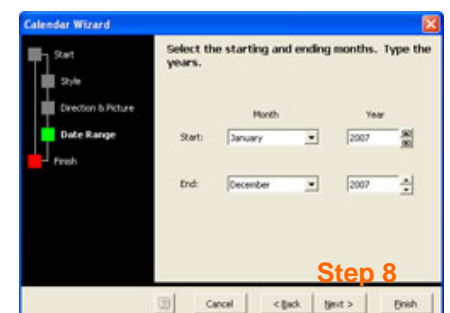 Calendar Wizard
Start
Style
Direction & Picture
Date Range
Finish
Select the starting and ending months. Type the
years.
Month Year
Start: January 2007
End: December 2007
Step 8
Cancel < Back Next > Finish